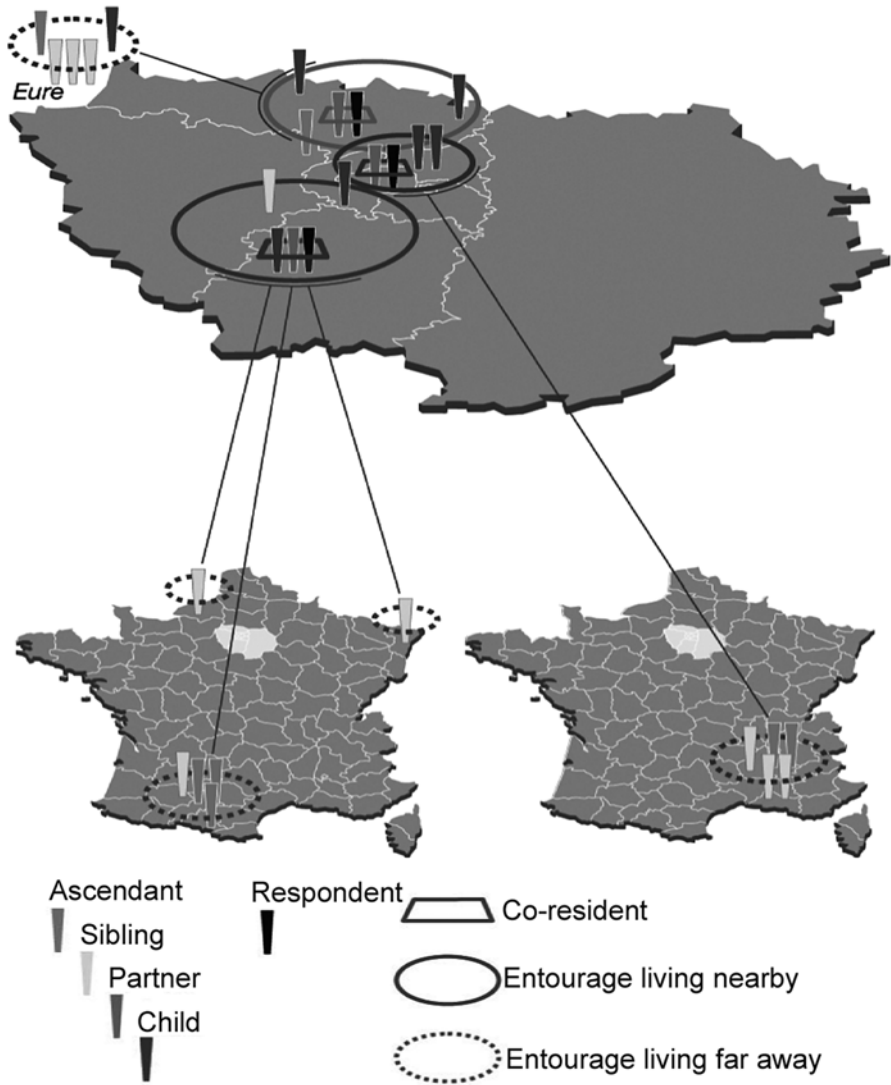 Eure
Ascendant
Respondent
Sibling
Co-resident
Partner
Entourage living nearby
Child
Entourage living far away